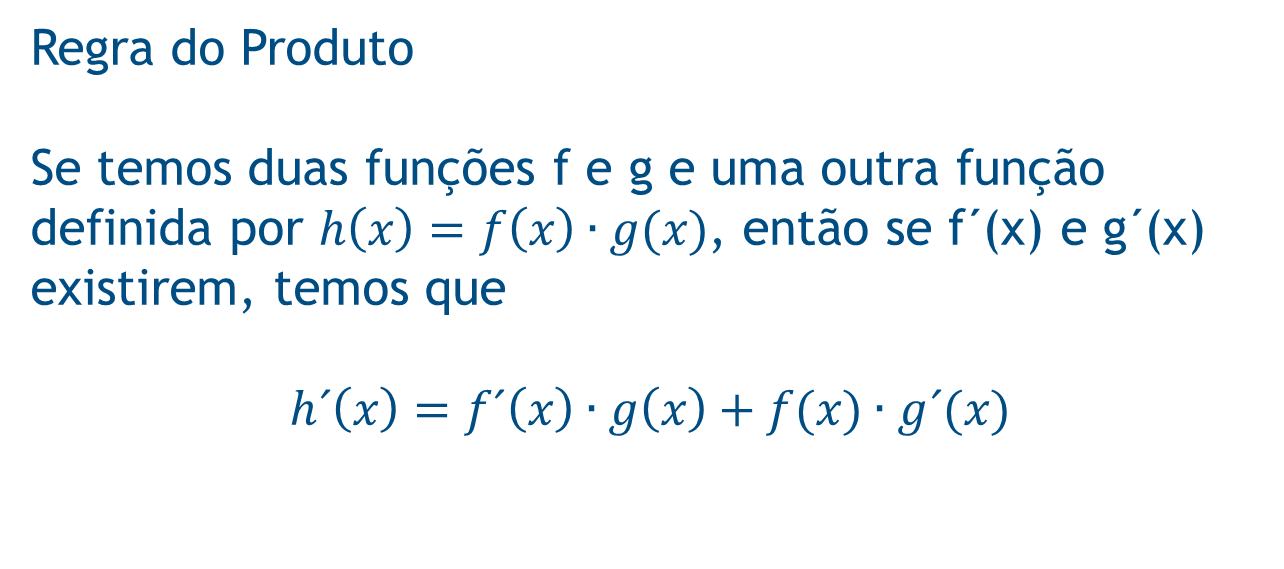 Regra do Produto
Se temos duas funções f e g e uma outra função
definida por ℎ(𝑥) = 𝑓(𝑥) ∙ 𝑔(𝑥), então se f´(x) e g´(x)
existirem, temos que
ℎ´(𝑥) = 𝑓´(𝑥) ∙ 𝑔(𝑥) + 𝑓(𝑥) ∙ 𝑔´(𝑥)